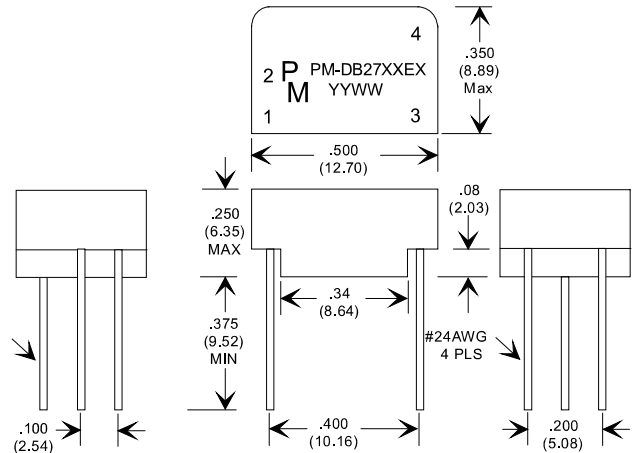 4
2 PM PM-DB27XXEX
YYWW
1 3
.350
(8.89)
Max
.500
(12.70)
.250
(6.35)
MAX
.08
(2.03)
.34
(8.64)
.375
(9.52)
MIN
#24AWG
4 PLS
.100
(2.54)
.400
(10.16)
.200
(5.08)